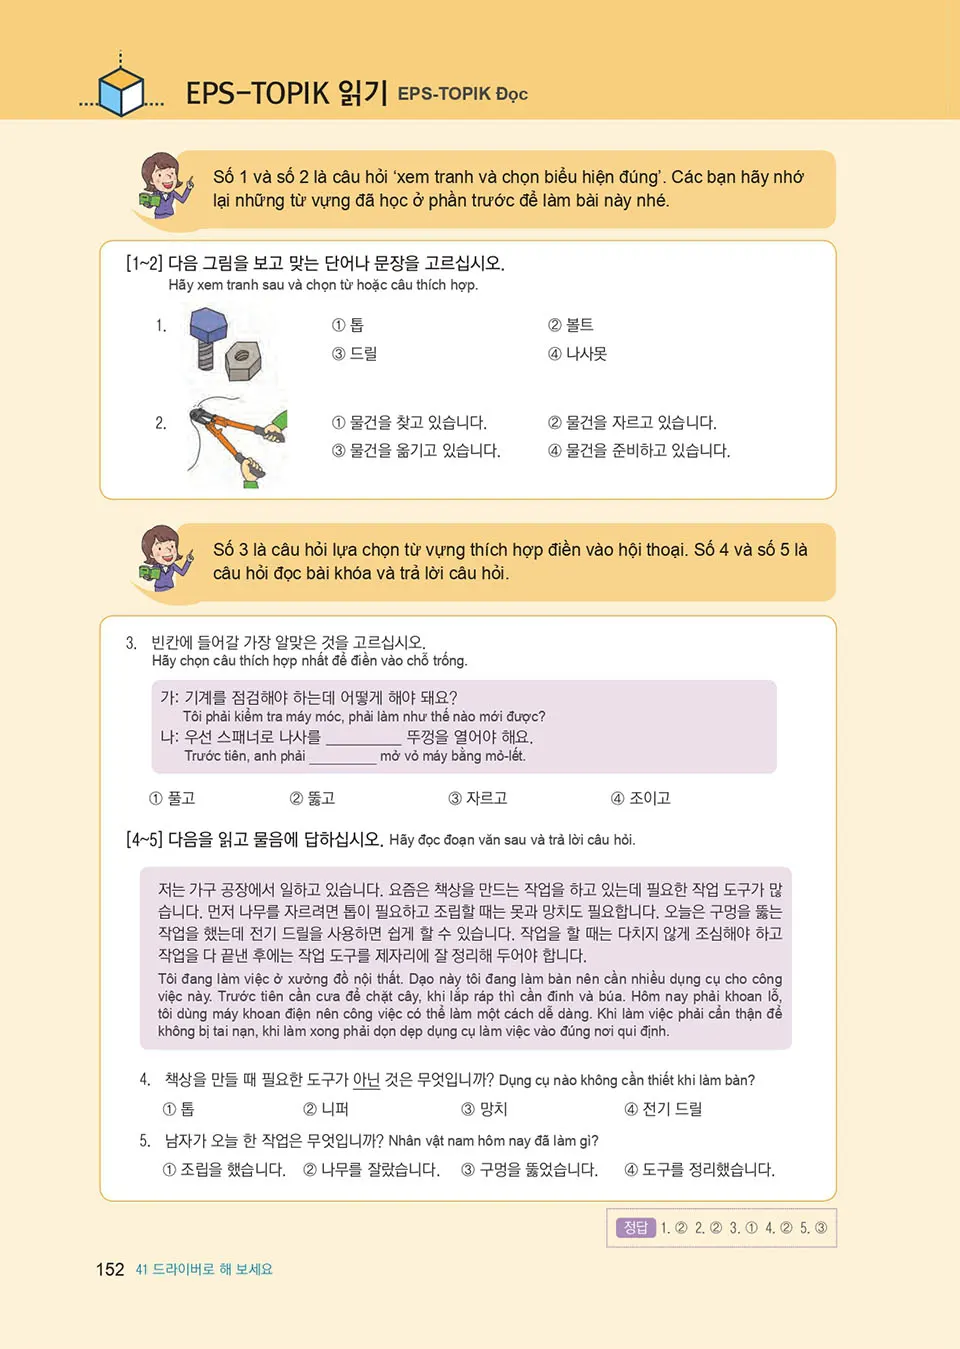 EPS-TOPIK 읽기 EPS-TOPIK Đọc
Số 1 và số 2 là câu hỏi ‘xem tranh và chọn biểu hiện đúng’. Các bạn hãy nhớ
lại những từ vựng đã học ở phần trước để làm bài này nhé.
[1~2] 다음 그림을 보고 맞는 단어나 문장을 고르십시오.
Hãy xem tranh sau và chọn từ hoặc câu thích hợp.
1. ① 톱 ② 볼트
③ 드릴 ④ 나사못
2. ① 물건을 찾고 있습니다. ② 물건을 자르고 있습니다.
③ 물건을 옮기고 있습니다. ④ 물건을 준비하고 있습니다.
Số 3 là câu hỏi lựa chọn từ vựng thích hợp điền vào hội thoại. Số 4 và số 5 là
câu hỏi đọc bài khóa và trả lời câu hỏi.
3. 빈칸에 들어갈 가장 알맞은 것을 고르십시오.
Hãy chọn câu thích hợp nhất để điền vào chỗ trống.
가: 기계를 점검해야 하는데 어떻게 해야 돼요?
Tôi phải kiểm tra máy móc, phải làm như thế nào mới được?
나: 우선 스패너로 나사를 __________ 뚜껑을 열어야 해요.
Trước tiên, anh phải __________ mở vỏ máy bằng mỏ-lết.
① 풀고 ② 뚫고 ③ 자르고 ④ 조이고
[4~5] 다음을 읽고 물음에 답하십시오. Hãy đọc đoạn văn sau và trả lời câu hỏi.
저는 가구 공장에서 일하고 있습니다. 요즘은 책상을 만드는 작업을 하고 있는데 필요한 작업 도구가 많
습니다. 먼저 나무를 자르려면 톱이 필요하고 조립할 때는 못과 망치도 필요합니다. 오늘은 구멍을 뚫는
작업을 했는데 전기 드릴을 사용하면 쉽게 할 수 있습니다. 작업을 할 때는 다치지 않게 조심해야 하고
작업을 다 끝낸 후에는 작업 도구를 제자리에 잘 정리해 두어야 합니다.
Tôi đang làm việc ở xưởng đồ nội thất. Dạo này tôi đang làm bàn nên cần nhiều dụng cụ cho công
việc này. Trước tiên cần cưa để chặt cây, khi lắp ráp thì cần đinh và búa. Hôm nay phải khoan lỗ,
tôi dùng máy khoan điện nên công việc có thể làm một cách dễ dàng. Khi làm việc phải cẩn thận để
không bị tai nạn, khi làm xong phải dọn dẹp dụng cụ làm việc vào đúng nơi qui định.
4. 책상을 만들 때 필요한 도구가 아닌 것은 무엇입니까? Dụng cụ nào không cần thiết khi làm bàn?
① 톱 ② 니퍼 ③ 망치 ④ 전기 드릴
5. 남자가 오늘 한 작업은 무엇입니까? Nhân vật nam hôm nay đã làm gì?
① 조립을 했습니다. ② 나무를 잘랐습니다. ③ 구멍을 뚫었습니다. ④ 도구를 정리했습니다.
정답 1. ② 2. ② 3. ① 4. ② 5. ③
152 41 드라이버로 해 보세요